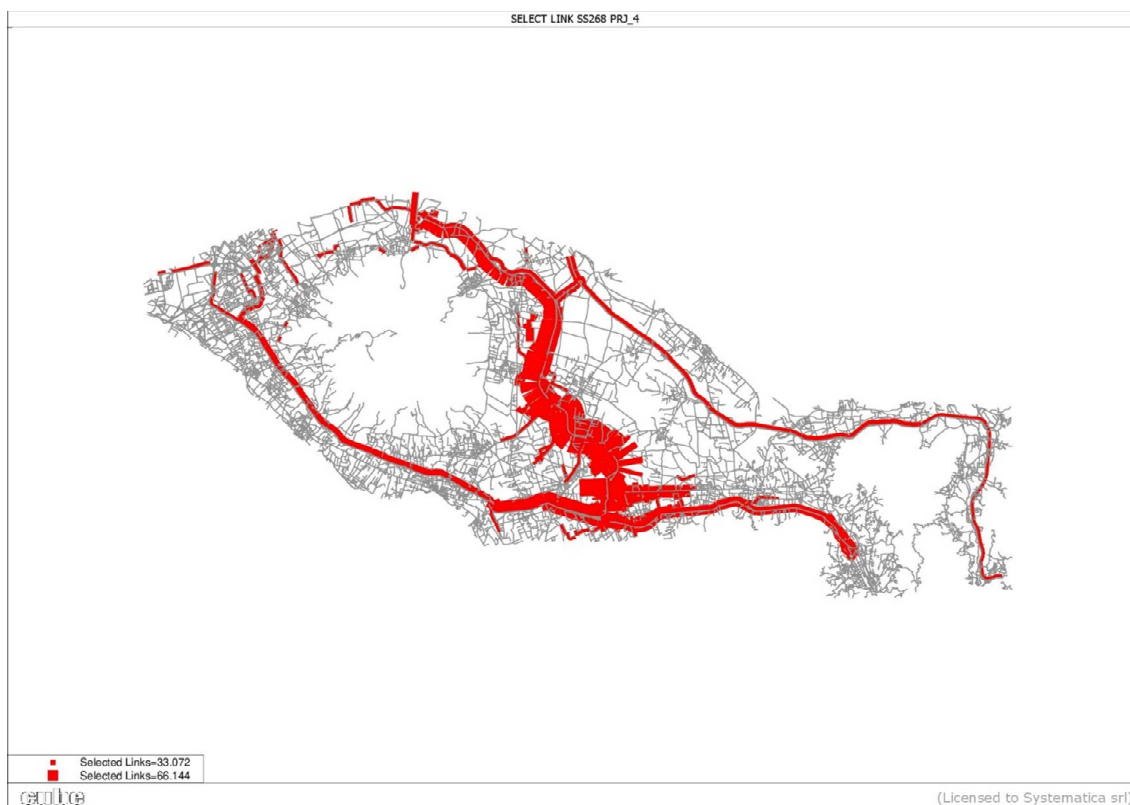 SELECT LINK SS268 PRJ_4
Selected Links=33.072
Selected Links=66.144
cube
(Licensed to Systematica srl)